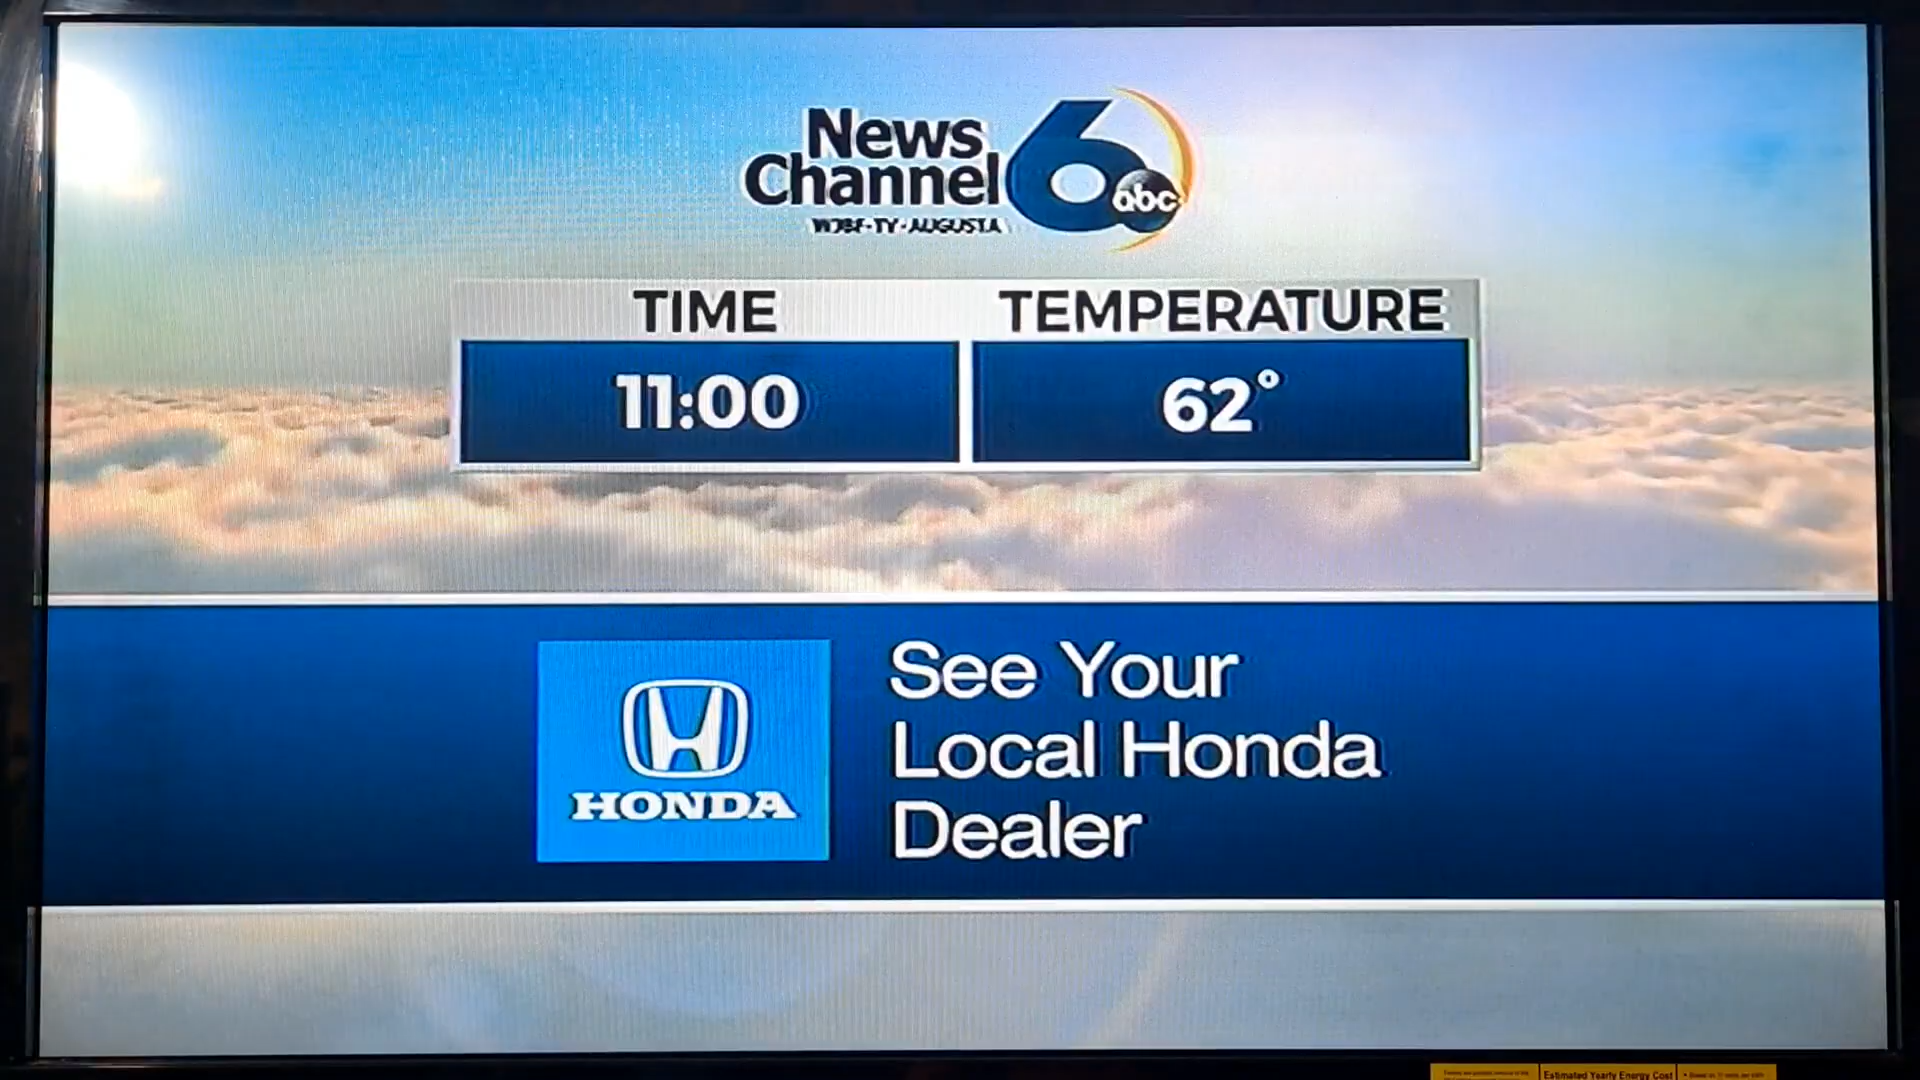 News
Channel 6
abc
WJBF-TV·AUGUSTA
TIME
TEMPERATURE
11:00
62°
HONDA
See Your
Local Honda
Dealer
Estimated Yearly Energy Cost